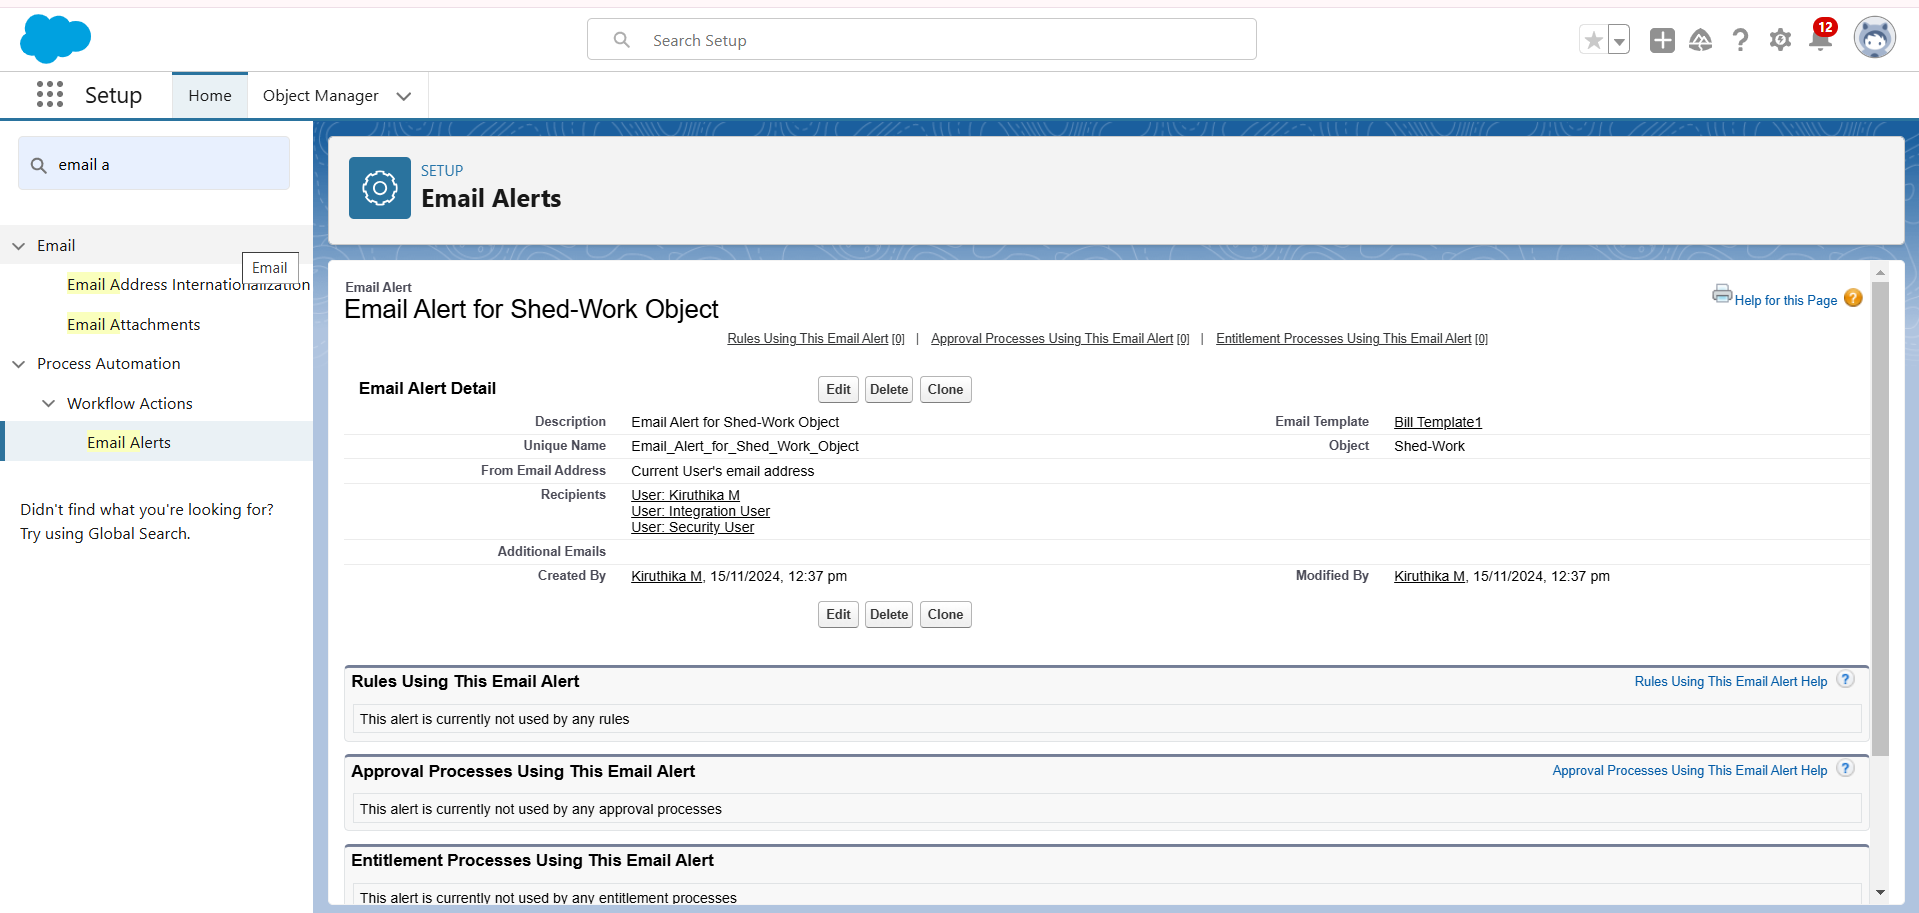 Search Setup
12
Setup
Home
Object Manager
email a
Email
Email
Email Address Internationalization
Email Attachments
Process Automation
Workflow Actions
Email Alerts
Didn't find what you're looking for?
Try using Global Search.
SETUP
Email Alerts
Email Alert
Email Alert for Shed-Work Object
Help for this Page ?
Rules Using This Email Alert [0] | Approval Processes Using This Email Alert [0] | Entitlement Processes Using This Email Alert [0]
Email Alert Detail Edit Delete Clone
Description Email Alert for Shed-Work Object Email Template Bill Template1
Unique Name Email_Alert_for_Shed_Work_Object Object Shed-Work
From Email Address Current User's email address
Recipients User: Kiruthika M
User: Integration User
User: Security User
Additional Emails
Created By Kiruthika M, 15/11/2024, 12:37 pm Modified By Kiruthika M, 15/11/2024, 12:37 pm
Edit Delete Clone
Rules Using This Email Alert Rules Using This Email Alert Help ?
This alert is currently not used by any rules
Approval Processes Using This Email Alert Approval Processes Using This Email Alert Help ?
This alert is currently not used by any approval processes
Entitlement Processes Using This Email Alert
This alert is currently not used by any entitlement processes